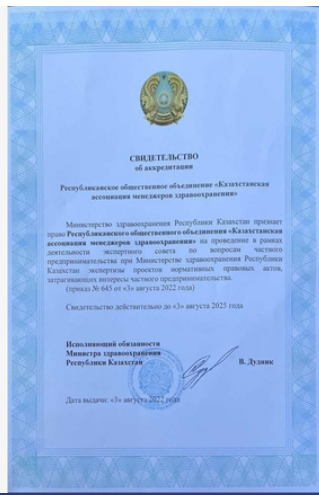 СВИДЕТЕЛЬСТВО
об аккредитации
Республиканское общественное объединение «Казахстанская
ассоциация менеджеров здравоохранения»
Министерство здравоохранения Республики Казахстан признает
право Республиканского общественного объединения «Казахстанская
ассоциация менеджеров здравоохранения» на проведение в рамках
деятельности экспертного совета по вопросам частного
предпринимательства при Министерстве здравоохранения Республики
Казахстан экспертизы проектов нормативных правовых актов,
затрагивающих интересы частного предпринимательства.
(приказ № 645 от «3» августа 2022 года)
Свидетельство действительно до «3» августа 2025 года
Исполняющий обязанности
Министра здравоохранения
Республики Казахстан В. Дудник
Дата выдачи: «3» августа 2022 года